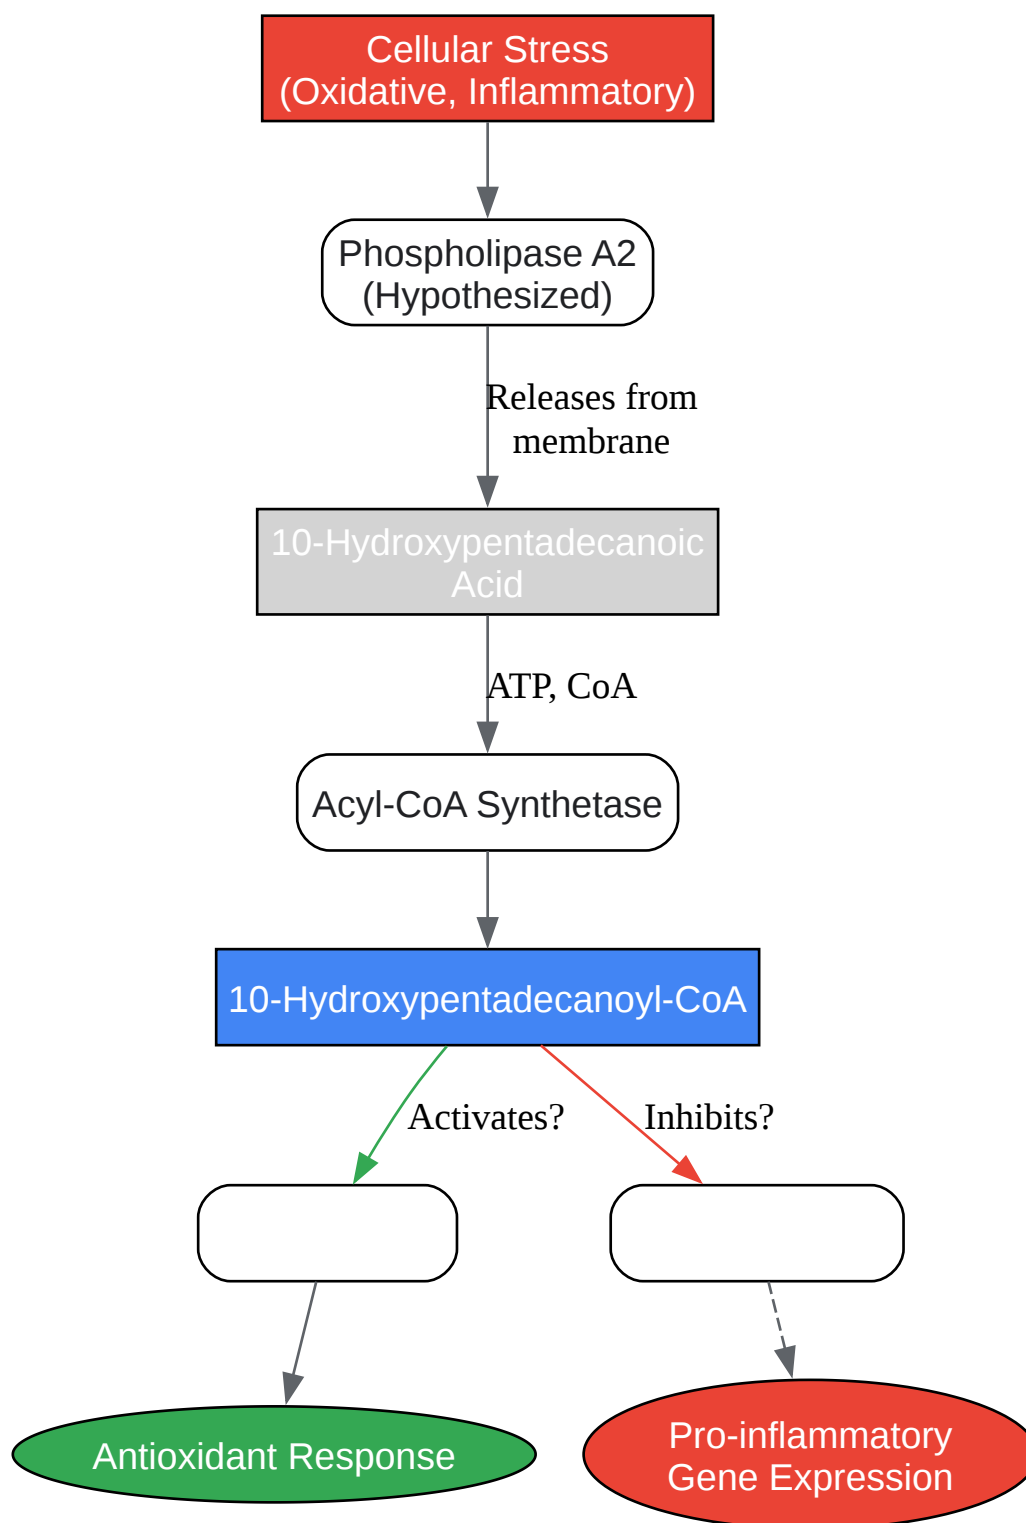 Cellular Stress
(Oxidative, Inflammatory)
Phospholipase A2
(Hypothesized)
Releases from
membrane
10-Hydroxypentadecanoic
Acid
ATP, CoA
Acyl-CoA Synthetase
10-Hydroxypentadecanoyl-CoA
Activates?
Inhibits?
Antioxidant Response
Pro-inflammatory
Gene Expression